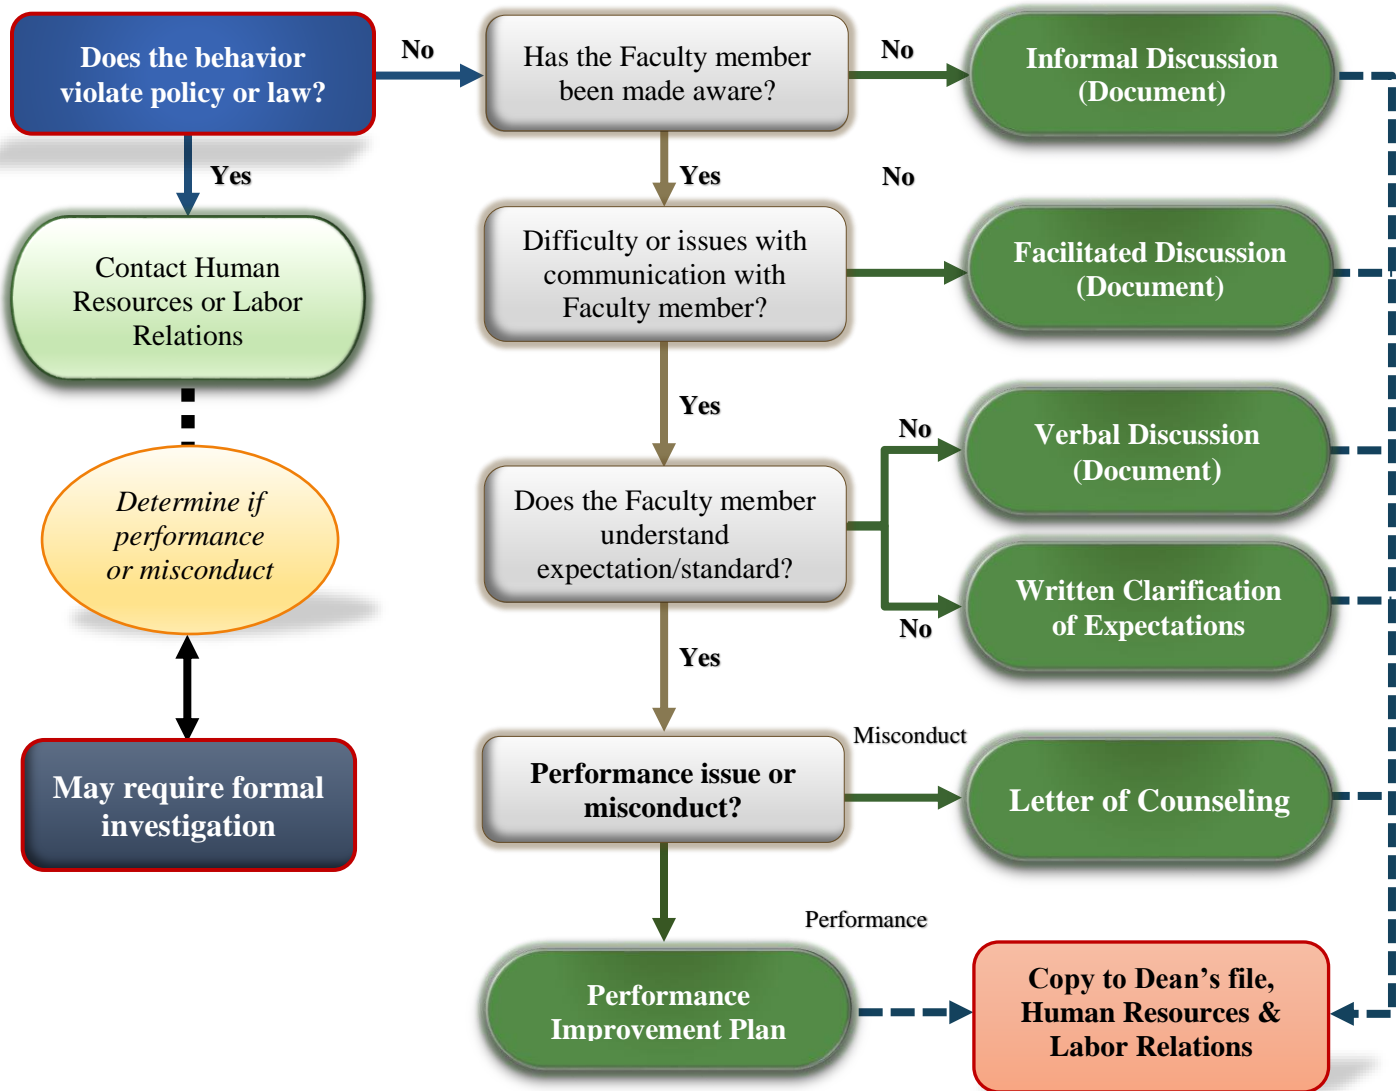 Does the behavior
violate policy or law?
No
Has the Faculty member
been made aware?
No
Informal Discussion
(Document)
Yes
Yes
No
Contact Human
Resources or Labor
Relations
Difficulty or issues with
communication with
Faculty member?
Facilitated Discussion
(Document)
Yes
No
Verbal Discussion
(Document)
Determine if
performance
or misconduct
Does the Faculty member
understand
expectation/standard?
Written Clarification
of Expectations
No
Yes
May require formal
investigation
Performance issue or
misconduct?
Misconduct
Letter of Counseling
Performance
Performance
Improvement Plan
Copy to Dean’s file,
Human Resources &
Labor Relations